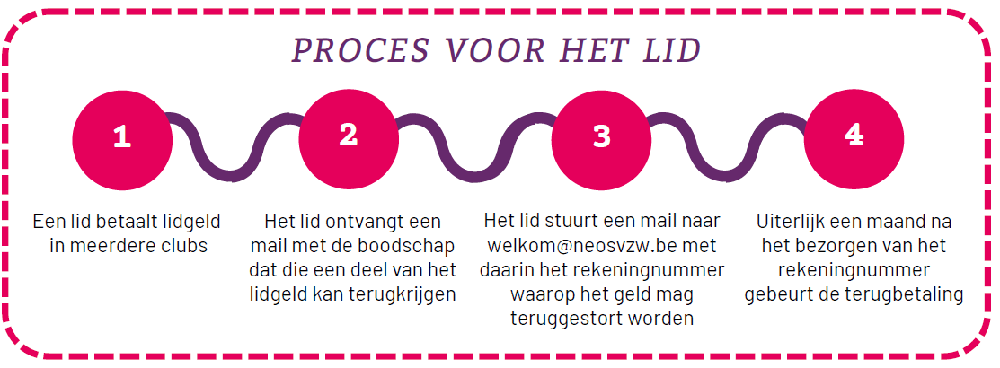 PROCES VOOR HET LID
1
2
3
4
Een lid betaalt lidgeld
in meerdere clubs
Het lid ontvangt een
mail met de boodschap
dat die een deel van het
lidgeld kan terugkrijgen
Het lid stuurt een mail naar
welkom@neosvzw.be met
daarin het rekeningnummer
waarop het geld mag
teruggestort worden
Uiterlijk een maand na
het bezorgen van het
rekeningnummer
gebeurt de terugbetaling